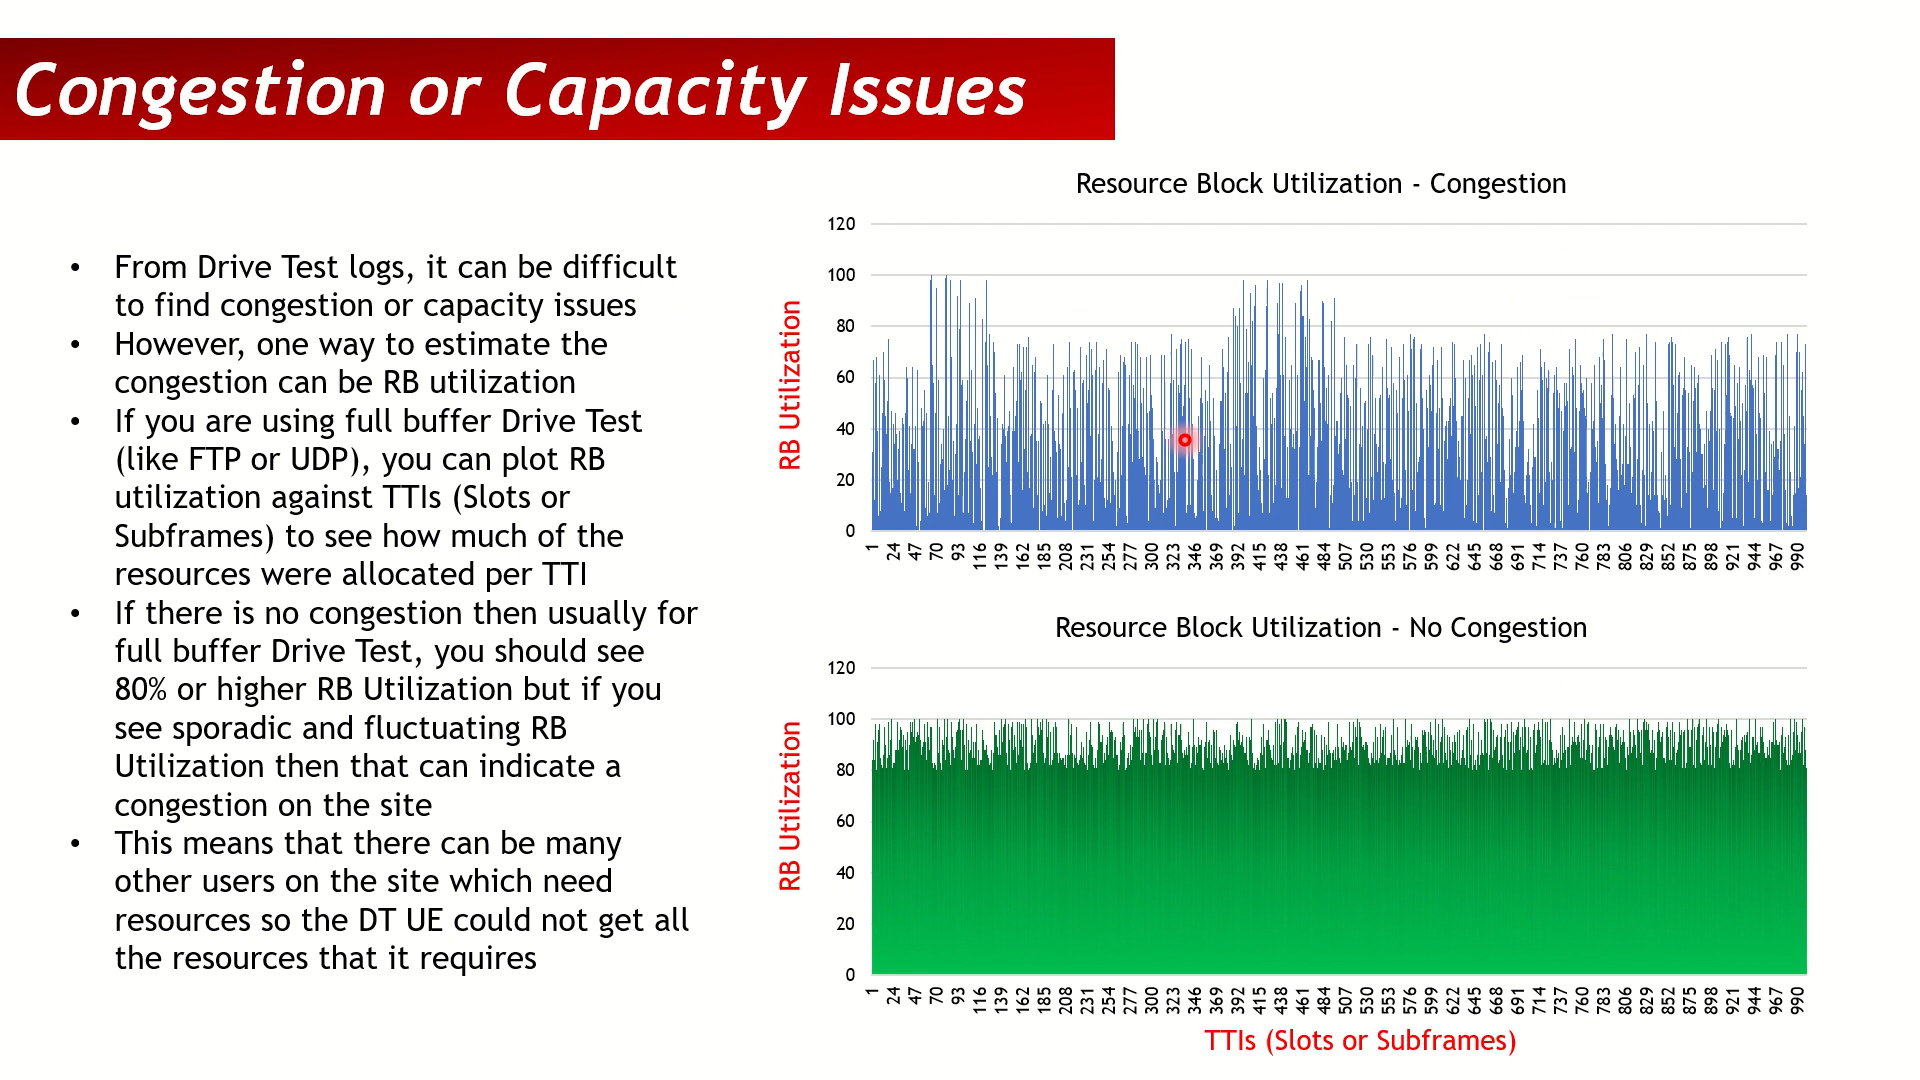 Congestion or Capacity Issues
• From Drive Test logs, it can be difficult
to find congestion or capacity issues
• However, one way to estimate the
congestion can be RB utilization
• If you are using full buffer Drive Test
(like FTP or UDP), you can plot RB
utilization against TTIs (Slots or
Subframes) to see how much of the
resources were allocated per TTI
• If there is no congestion then usually for
full buffer Drive Test, you should see
80% or higher RB Utilization but if you
see sporadic and fluctuating RB
Utilization then that can indicate a
congestion on the site
• This means that there can be many
other users on the site which need
resources so the DT UE could not get all
the resources that it requires
Resource Block Utilization - Congestion
RB Utilization
120
100
80
60
40
20
0
1 24 47 70 93 116 139 162 185 208 231 254 277 300 323 346 369 392 415 438 461 484 507 530 553 576 599 622 645 668 691 714 737 760 783 806 829 852 875 898 921 944 967 990
Resource Block Utilization - No Congestion
RB Utilization
120
100
80
60
40
20
0
1 24 47 70 93 116 139 162 185 208 231 254 277 300 323 346 369 392 415 438 461 484 507 530 553 576 599 622 645 668 691 714 737 760 783 806 829 852 875 898 921 944 967 990
TTIs (Slots or Subframes)